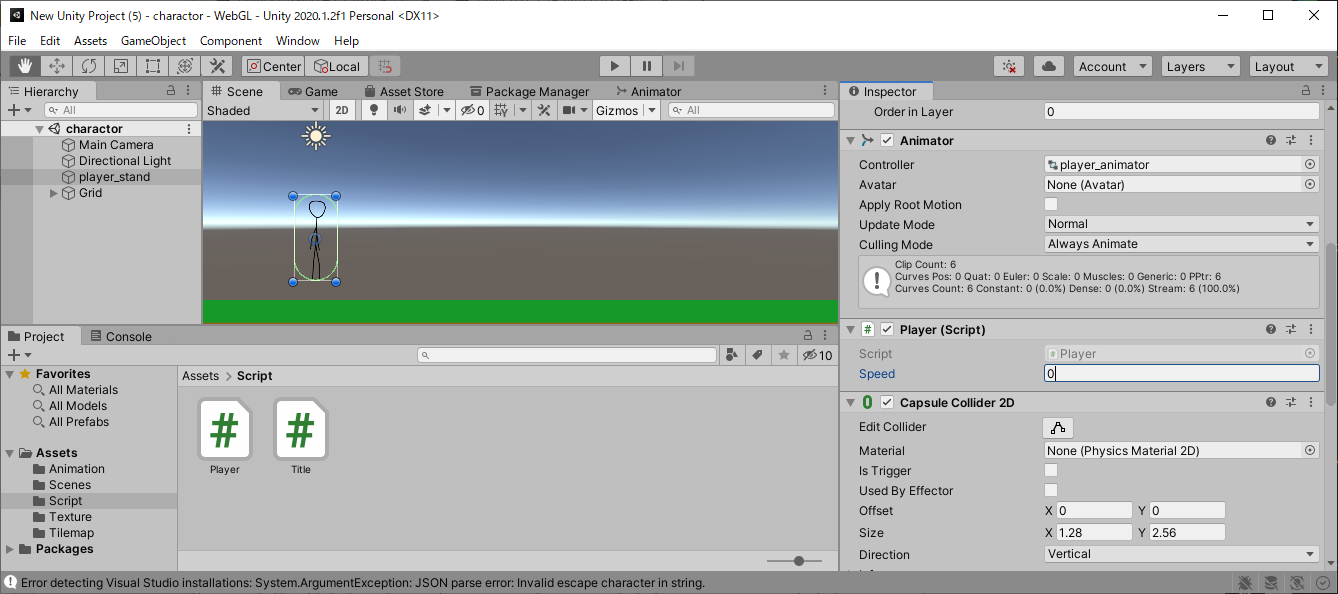 New Unity Project (5) - charactor - WebGL - Unity 2020.1.2f1 Personal <DX11>
File Edit Assets GameObject Component Window Help
Center Local Account Layers Layout
Hierarchy
All
charactor
Main Camera
Directional Light
player_stand
Grid
Scene Game Asset Store Package Manager Animator
Shaded 2D 0 Gizmos All
Project Console
10
Favorites
All Materials
All Models
All Prefabs
Assets
Animation
Scenes
Script
Texture
Tilemap
Packages
Assets > Script
Player Title
Inspector
Order in Layer 0
Animator
Controller player_animator
Avatar None (Avatar)
Apply Root Motion
Update Mode Normal
Culling Mode Always Animate
Clip Count: 6
Curves Pos: 0 Quat: 0 Euler: 0 Scale: 0 Muscles: 0 Generic: 0 PPtr: 6
Curves Count: 6 Constant: 0 (0.0%) Dense: 0 (0.0%) Stream: 6 (100.0%)
# Player (Script)
Script # Player
Speed 0
Capsule Collider 2D
Edit Collider
Material None (Physics Material 2D)
Is Trigger
Used By Effector
Offset X 0 Y 0
Size X 1.28 Y 2.56
Direction Vertical
Error detecting Visual Studio installations: System.ArgumentException: JSON parse error: Invalid escape character in string.